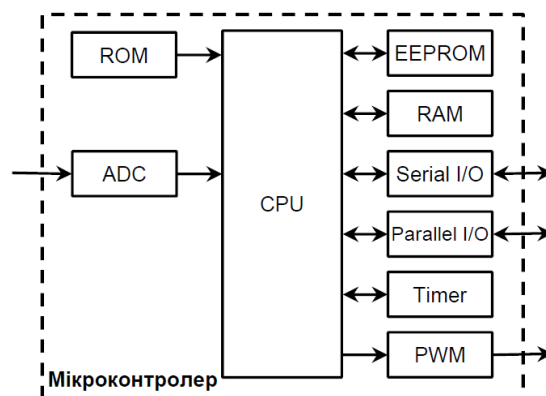 ROM
EEPROM
RAM
ADC
Serial I/O
CPU
Parallel I/O
Timer
PWM
Мікроконтролер